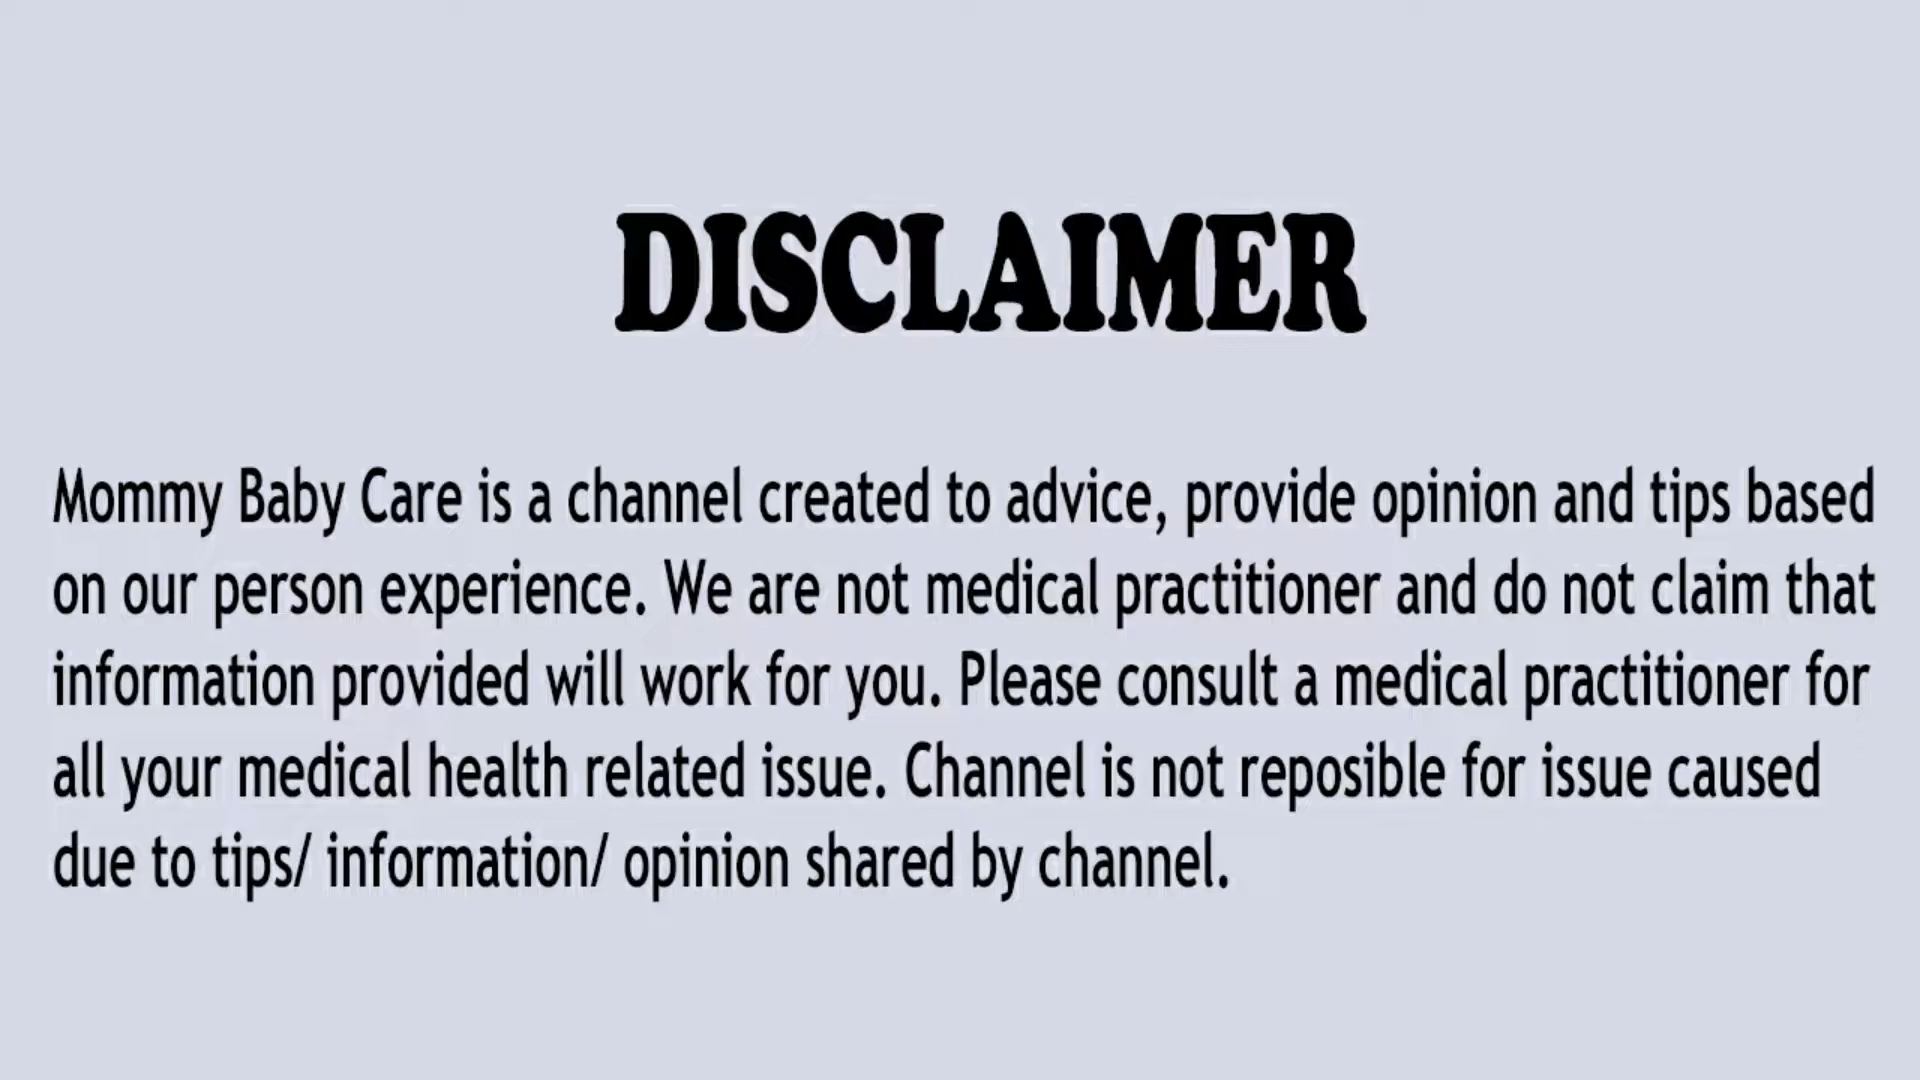 DISCLAIMER
Mommy Baby Care is a channel created to advice, provide opinion and tips based
on our person experience. We are not medical practitioner and do not claim that
information provided will work for you. Please consult a medical practitioner for
all your medical health related issue. Channel is not reposible for issue caused
due to tips/ information/ opinion shared by channel.